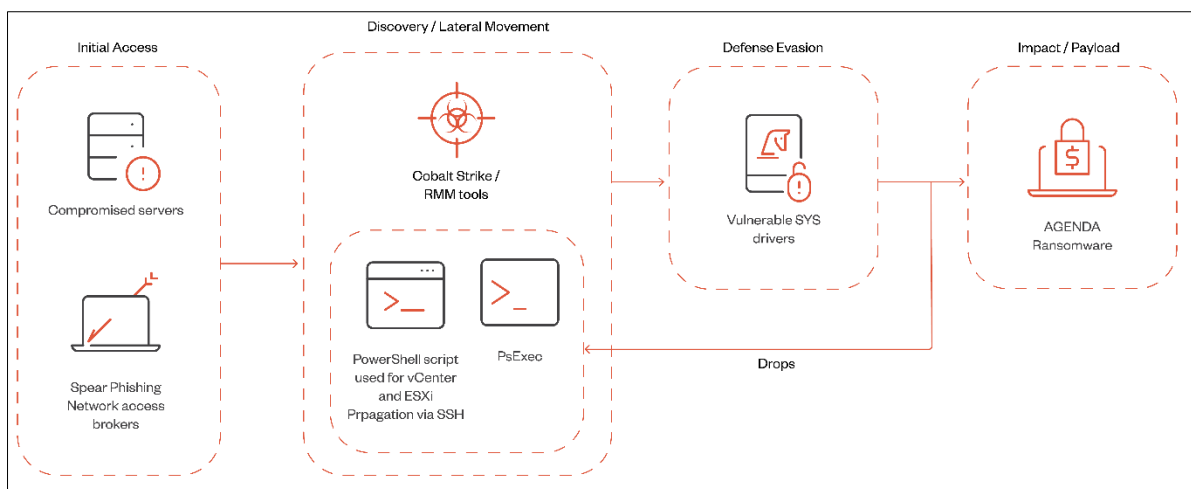 Initial Access
Compromised servers
Spear Phishing
Network access
brokers
Discovery / Lateral Movement
Cobalt Strike /
RMM tools
PowerShell script
used for vCenter
and ESXi
Prpagation via SSH
PsExec
Defense Evasion
Vulnerable SYS
drivers
Drops
Impact / Payload
$
AGENDA
Ransomware